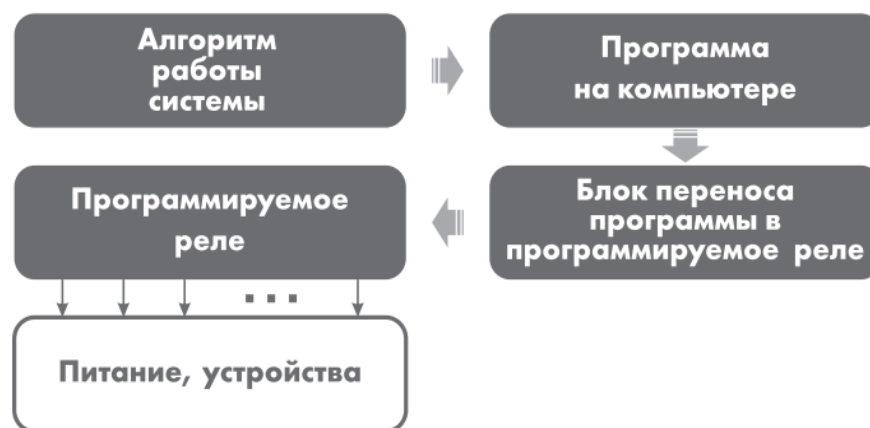 Алгоритм
работы
системы
Программа
на компьютере
Блок переноса
программы в
программируемое реле
Программируемое
реле
...
Питание, устройства